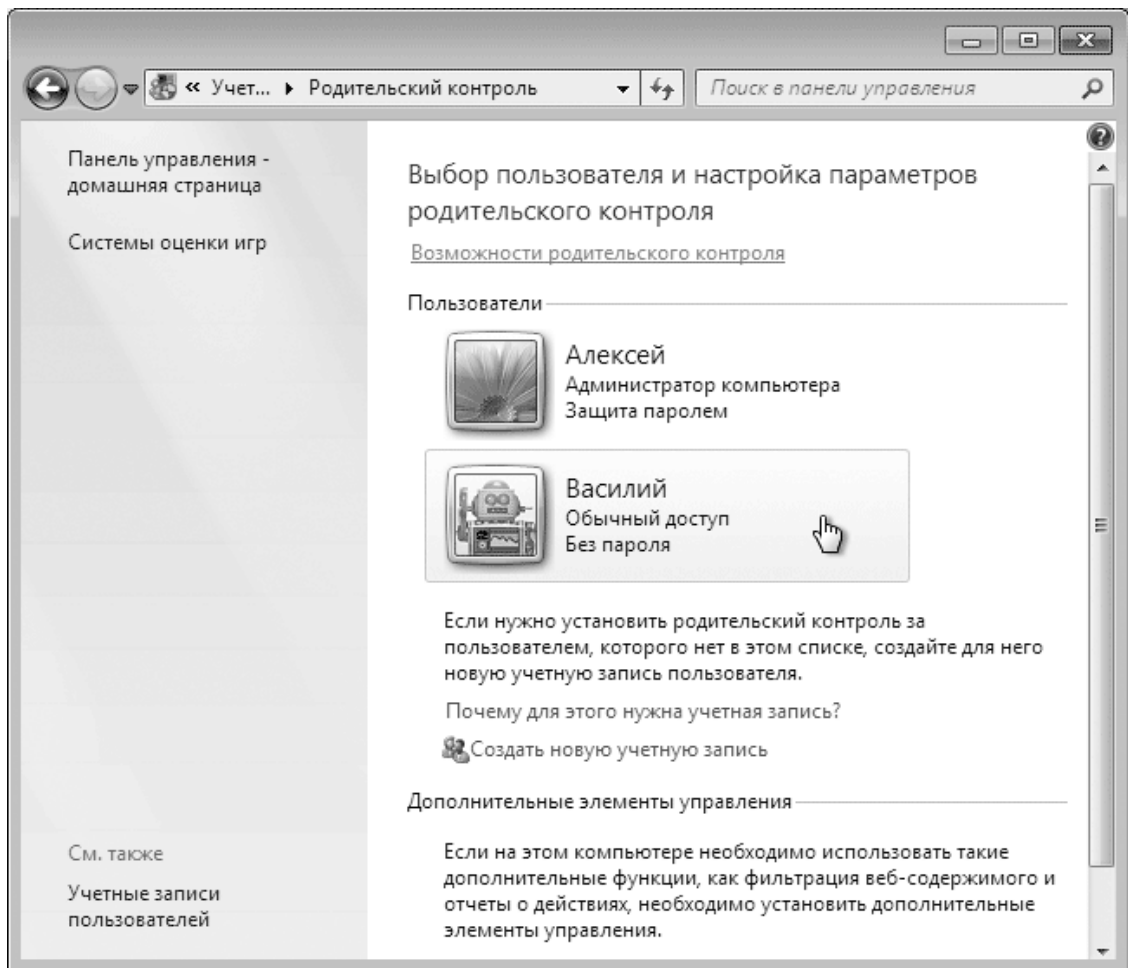 « Учет... Родительский контроль
Поиск в панели управления
Панель управления -
домашняя страница
Системы оценки игр
Выбор пользователя и настройка параметров
родительского контроля
Возможности родительского контроля
Пользователи
Алексей
Администратор компьютера
Защита паролем
Василий
Обычный доступ
Без пароля
Если нужно установить родительский контроль за
пользователем, которого нет в этом списке, создайте для него
новую учетную запись пользователя.
Почему для этого нужна учетная запись?
Создать новую учетную запись
Дополнительные элементы управления
Если на этом компьютере необходимо использовать такие
дополнительные функции, как фильтрация веб-содержимого и
отчеты о действиях, необходимо установить дополнительные
элементы управления.
См. также
Учетные записи
пользователей